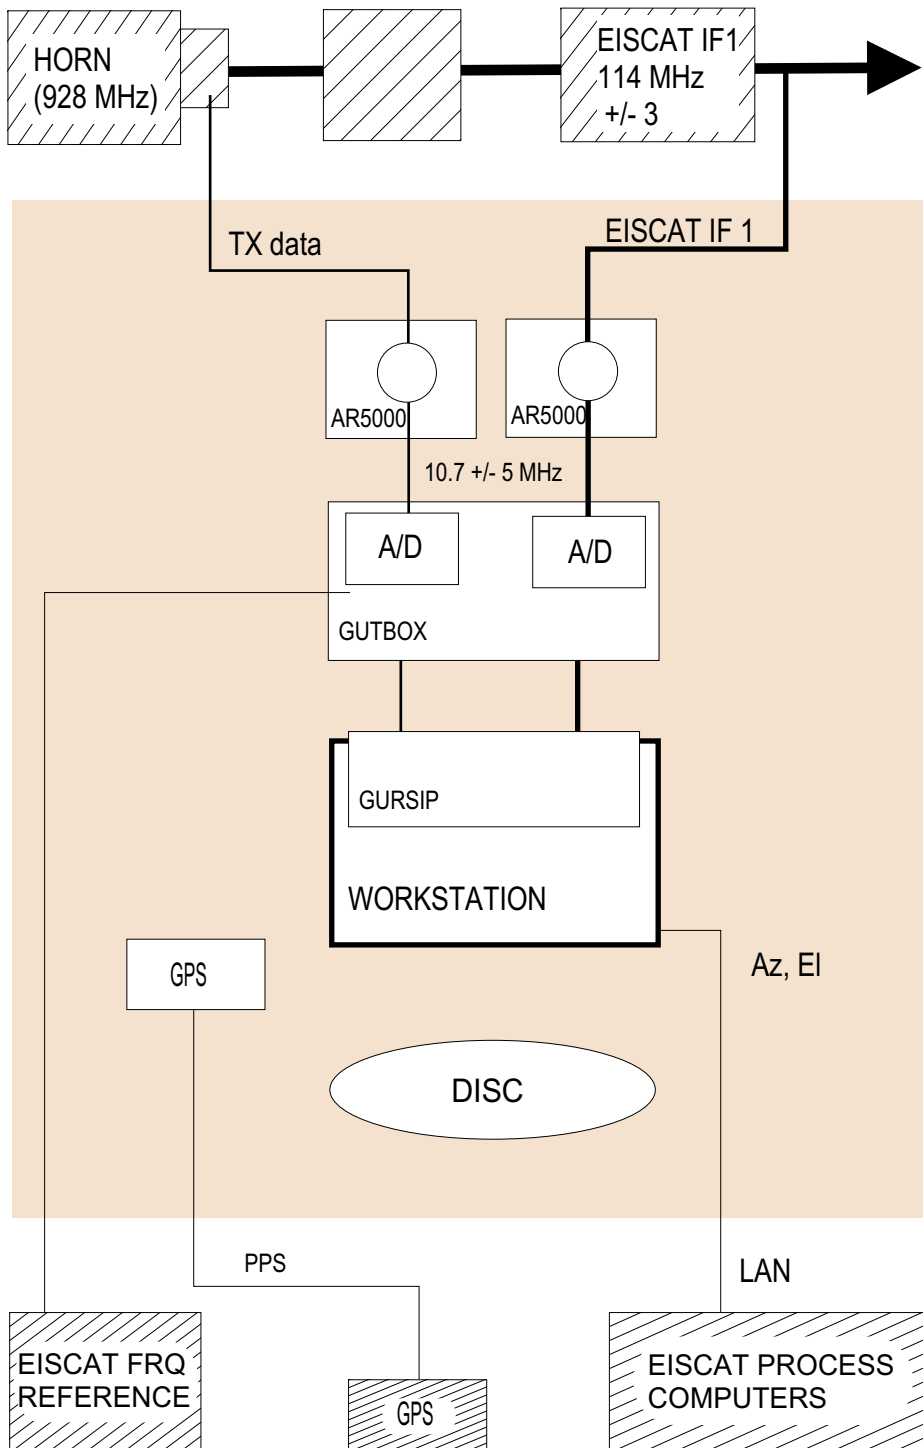 HORN
(928 MHz)
EISCAT IF1
114 MHz
+/- 3
TX data
EISCAT IF 1
AR5000
AR5000
10.7 +/- 5 MHz
A/D
A/D
GUTBOX
GURSIP
WORKSTATION
GPS
Az, El
DISC
PPS
LAN
EISCAT FRQ
REFERENCE
GPS
EISCAT PROCESS
COMPUTERS